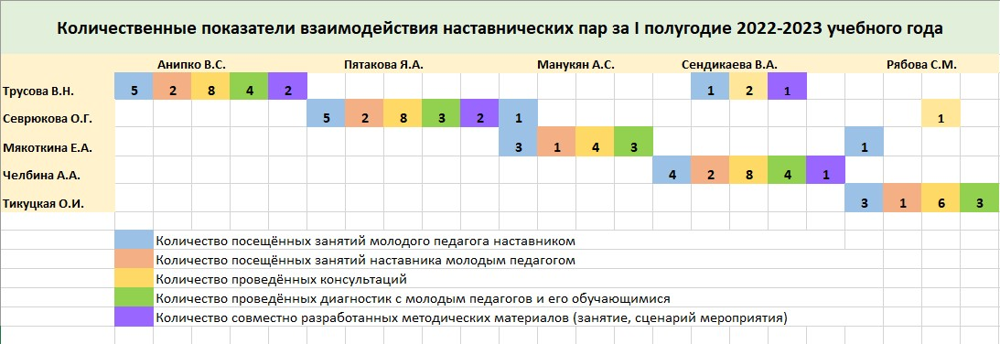 Количественные показатели взаимодействия наставнических пар за I полугодие 2022-2023 учебного года
Анипко В.С. Пятакова Я.А. Манукян А.С. Сендикаева В.А. Рябова С.М.
Трусова В.Н. 5 2 8 4 2 1 2 1
Севрюкова О.Г. 5 2 8 3 2 1 1
Мякоткина Е.А. 3 1 4 3 1
Челбина А.А. 4 2 8 4 1
Тикуцкая О.И. 3 1 6 3
Количество посещённых занятий молодого педагога наставником
Количество посещённых занятий наставника молодым педагогом
Количество проведённых консультаций
Количество проведённых диагностик с молодым педагогов и его обучающимися
Количество совместно разработанных методических материалов (занятие, сценарий мероприятия)